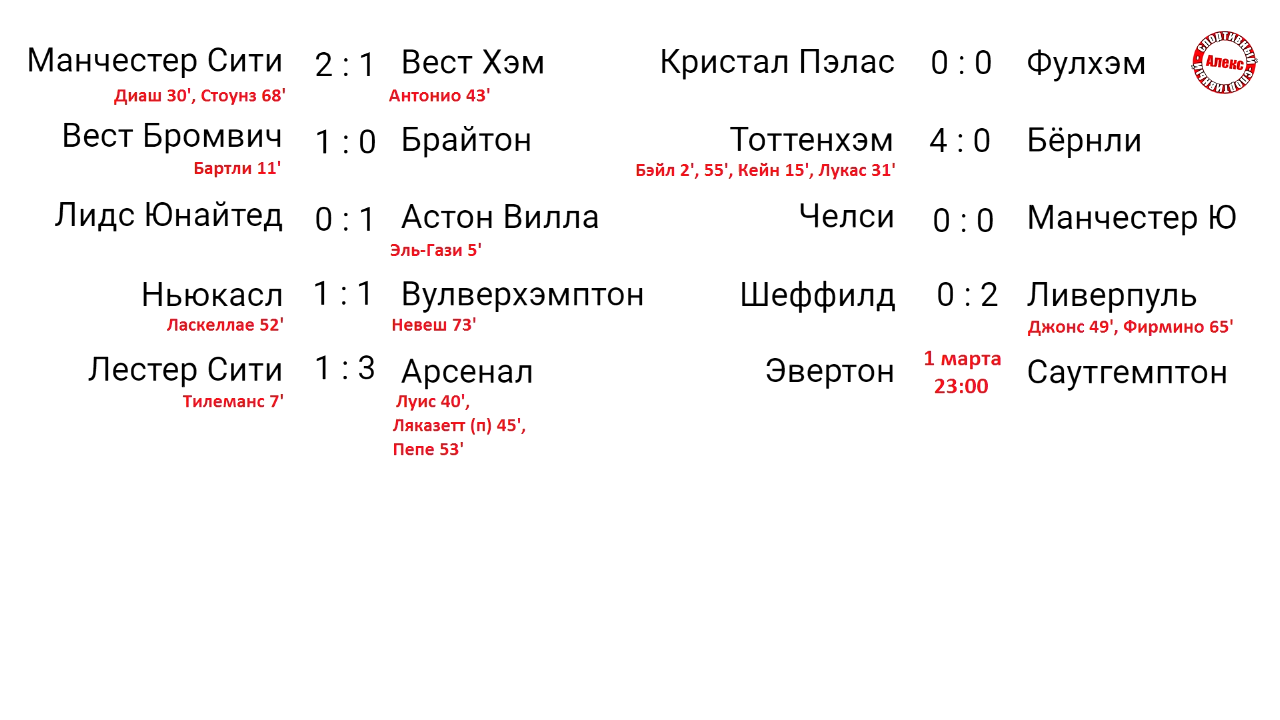 Манчестер Сити 2 : 1 Вест Хэм
Диаш 30', Стоунз 68' Антонио 43'
Вест Бромвич 1 : 0 Брайтон
Бартли 11'
Лидс Юнайтед 0 : 1 Астон Вилла
Эль-Гази 5'
Ньюкасл 1 : 1 Вулверхэмптон
Ласкеллае 52' Невеш 73'
Лестер Сити 1 : 3 Арсенал
Тилеманс 7' Луис 40',
Ляказетт (п) 45',
Пепе 53'
Кристал Пэлас 0 : 0 Фулхэм
Тоттенхэм 4 : 0 Бёрнли
Бэйл 2', 55', Кейн 15', Лукас 31'
Челси 0 : 0 Манчестер Ю
Шеффилд 0 : 2 Ливерпуль
Джонс 49', Фирмино 65'
Эвертон 1 марта 23:00 Саутгемптон
СПОРТИВНЫЙ
Алекс
СПОРТИВНЫЙ